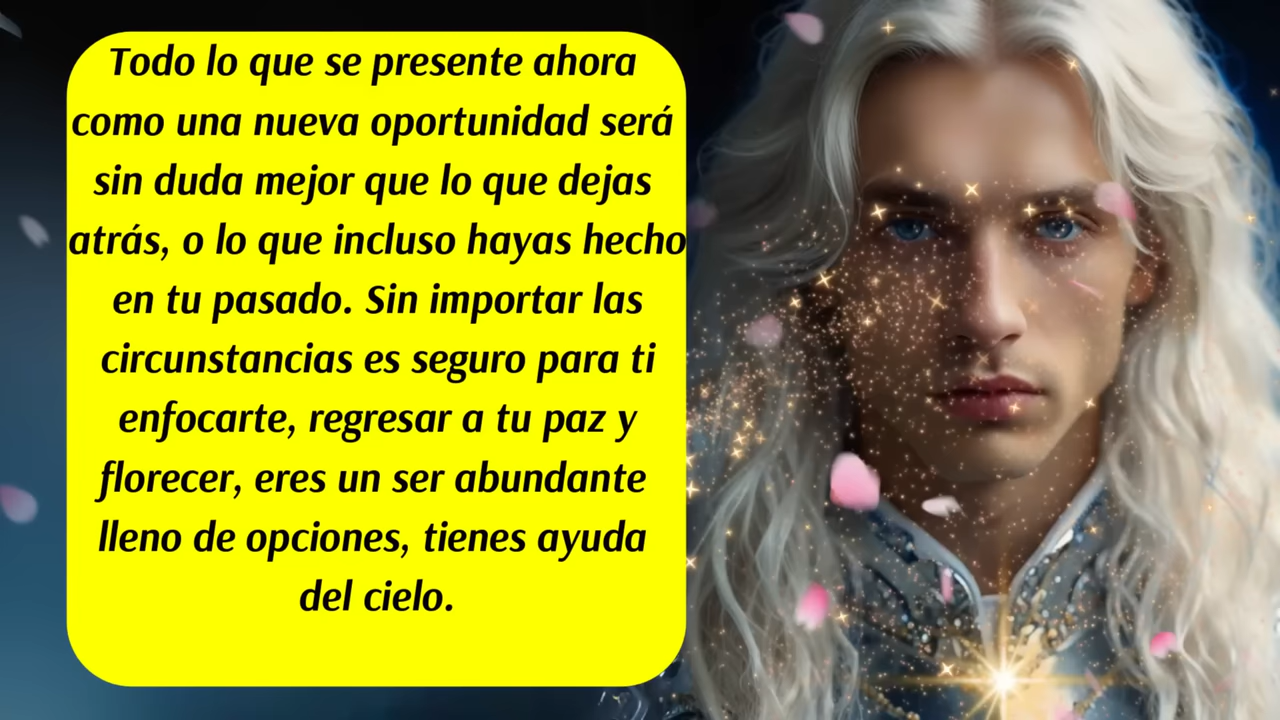 Todo lo que se presente ahora
como una nueva oportunidad será
sin duda mejor que lo que dejas
atrás, o lo que incluso hayas hecho
en tu pasado. Sin importar las
circunstancias es seguro para ti
enfocarte, regresar a tu paz y
florecer, eres un ser abundante
lleno de opciones, tienes ayuda
del cielo.